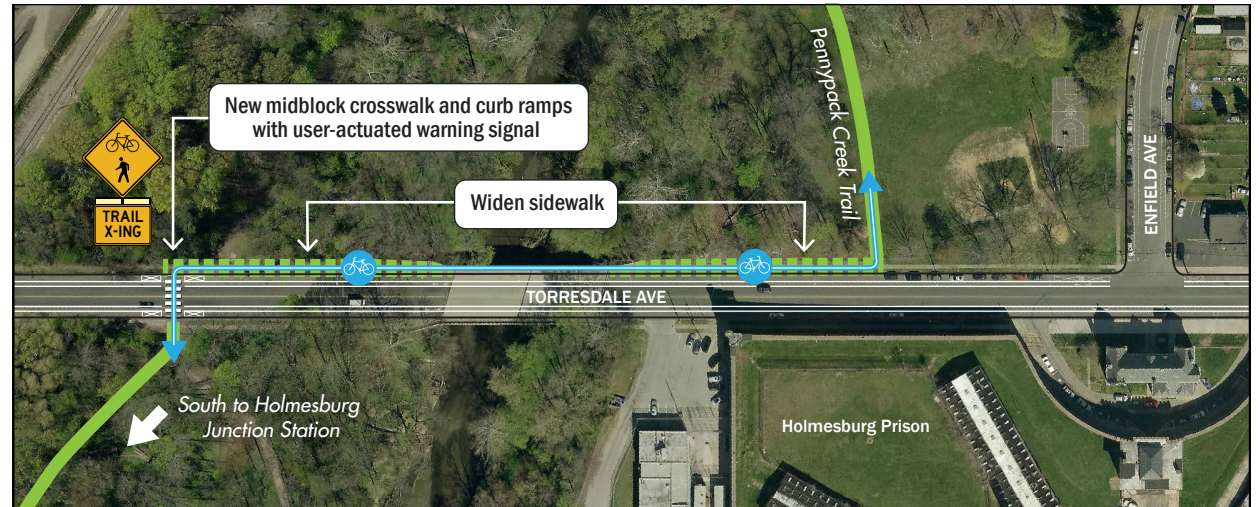 New midblock crosswalk and curb ramps
with user-actuated warning signal
Pennypack Creek Trail
ENFIELD AVE
TRAIL
X-ING
Widen sidewalk
TORRESDALE AVE
South to Holmesburg
Junction Station
Holmesburg Prison